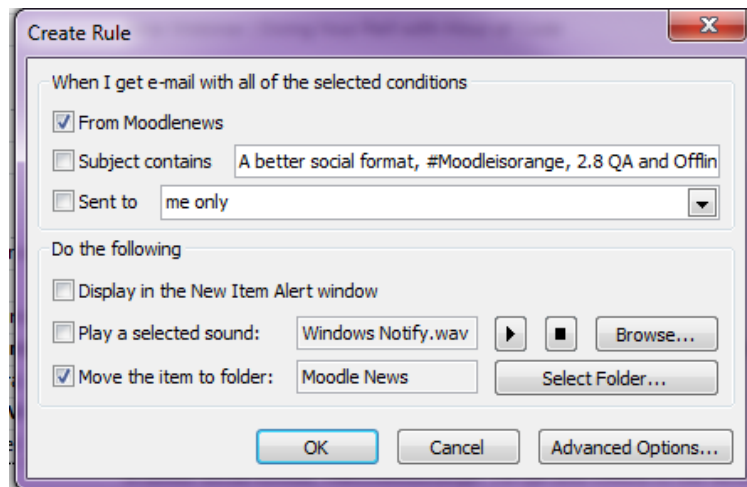 Create Rule
When I get e-mail with all of the selected conditions
From Moodlenews
Subject contains A better social format, #Moodleisorange, 2.8 QA and Offlin
Sent to me only
Do the following
Display in the New Item Alert window
Play a selected sound: Windows Notify.wav Browse...
Move the item to folder: Moodle News Select Folder...
OK Cancel Advanced Options...